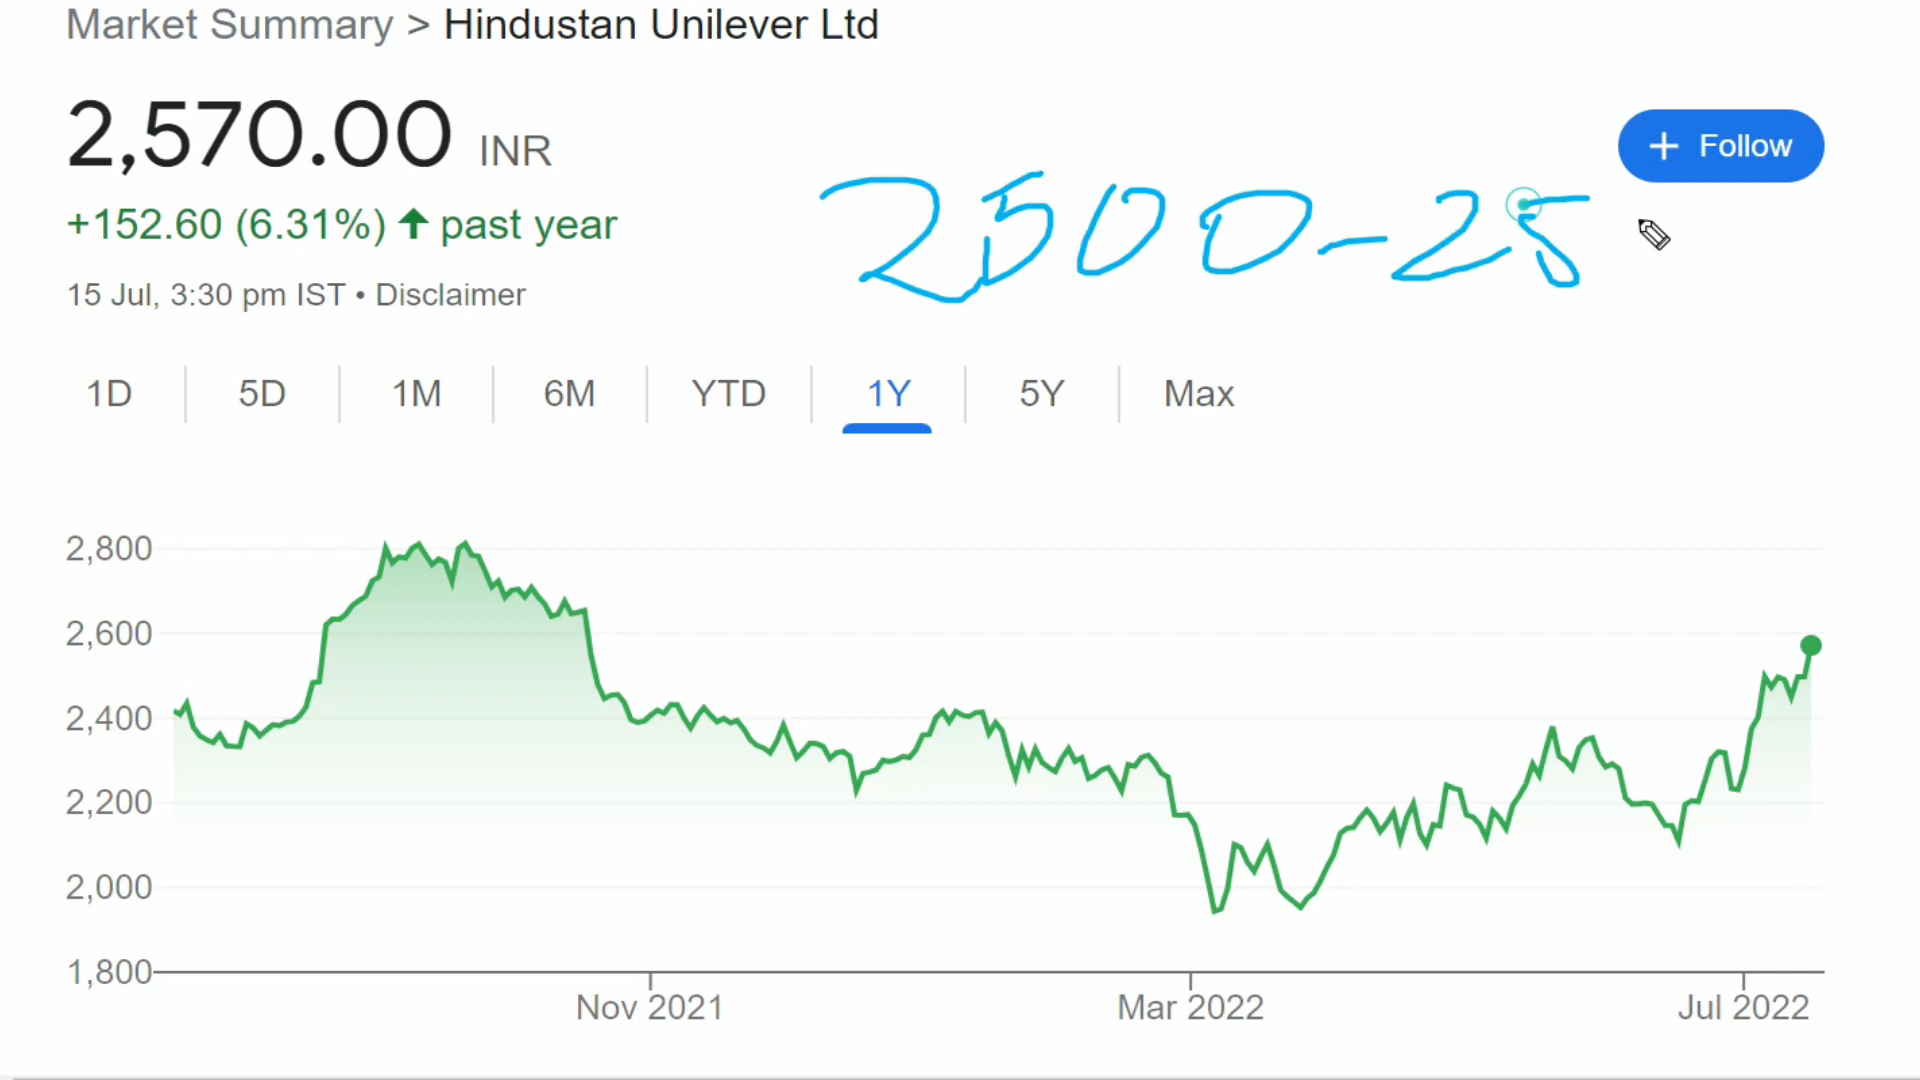 Market Summary > Hindustan Unilever Ltd
2,570.00 INR
+ Follow
2500-25
+152.60 (6.31%) ↑ past year
15 Jul, 3:30 pm IST • Disclaimer
1D 5D 1M 6M YTD 1Y 5Y Max
2,800
2,600
2,400
2,200
2,000
1,800
Nov 2021 Mar 2022 Jul 2022